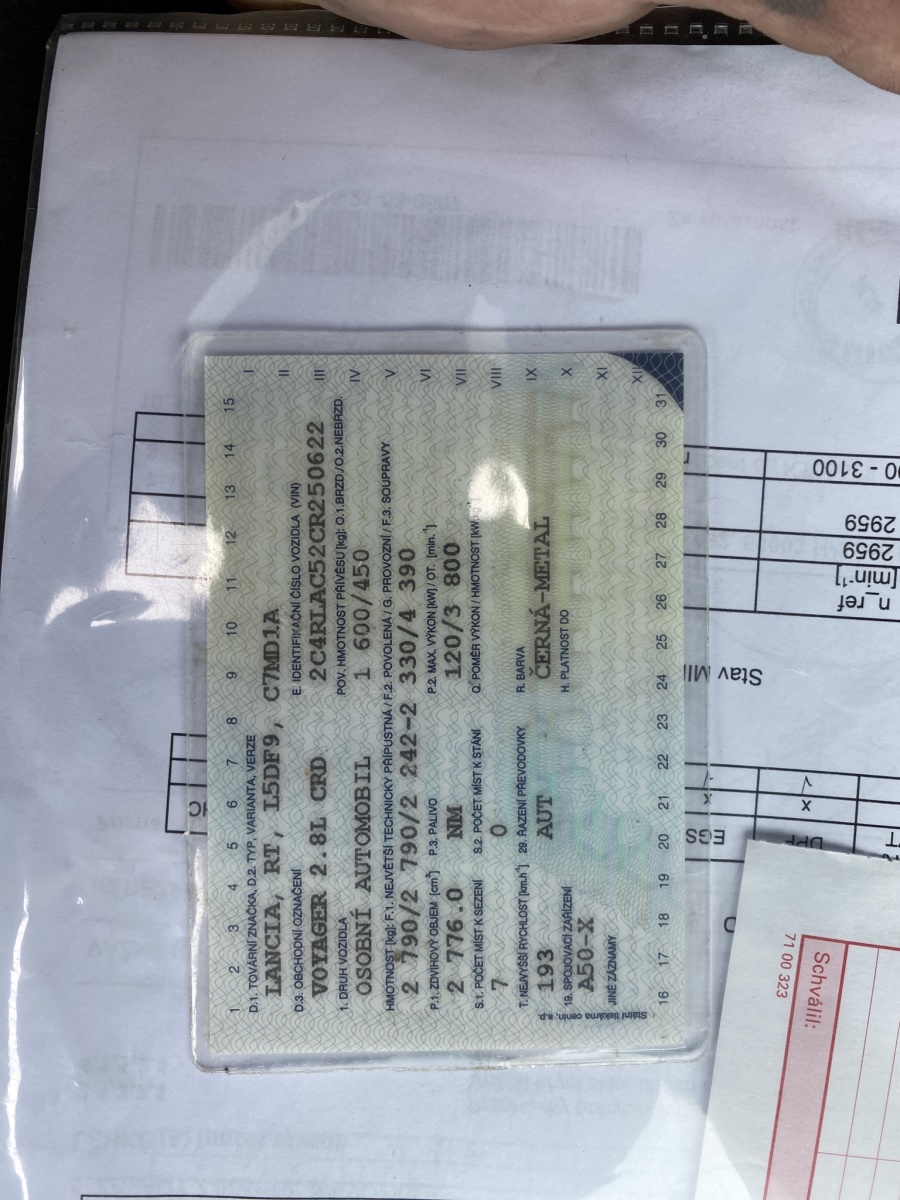 1 2 3 4 5 6 7 8 9 10 11 12 13 14 15
D.1. TOVÁRNÍ ZNAČKA, D.2. TYP, VARIANTA, VERZE I
LANCIA, RT, L5DF9, C7MD1A
D.3. OBCHODNÍ OZNAČENÍ E. IDENTIFIKAČNÍ ČÍSLO VOZIDLA (VIN) II
VOYAGER 2.8L CRD 2C4RLAC52CR250622 III
1. DRUH VOZIDLA POV. HMOTNOST PŘÍVĚSU [kg]: O.1.BRZD./O.2.NEBRZD.
OSOBNÍ AUTOMOBIL 1 600/450 IV
HMOTNOST [kg]: F.1. NEJVĚTŠÍ TECHNICKY PŘÍPUSTNÁ / F.2. POVOLENÁ / G. PROVOZNÍ / F.3. SOUPRAVY V
2 790/2 790/2 242-2 330/4 390
P.1. ZDVIHOVÝ OBJEM [cm³] P.3. PALIVO P.2. MAX. VÝKON [kW] / OT. [min.⁻¹] VI
2 776.0 NM 120/3 800 VII
S.1. POČET MÍST K SEZENÍ S.2. POČET MÍST K STÁNÍ Q. POMĚR VÝKON / HMOTNOST [kW
7 0 VIII
T. NEJVYŠŠÍ RYCHLOST [km.h⁻¹] 29. ŘAZENÍ PŘEVODOVKY R. BARVA IX
193 AUT ČERNÁ-METAL
19. SPOJOVACÍ ZAŘÍZENÍ H. PLATNOST DO X
A50-X
JINÉ ZÁZNAMY XI
XII
Státní tiskárna cenin, s.p.
16 17 18 19 20 21 22 23 24 25 26 27 28 29 30 31
n_ref
[min⁻¹]
2959
2959
00 - 3100
Stav MI
EGS
DPF
x
x
√
√
71 00 323
Schválil: